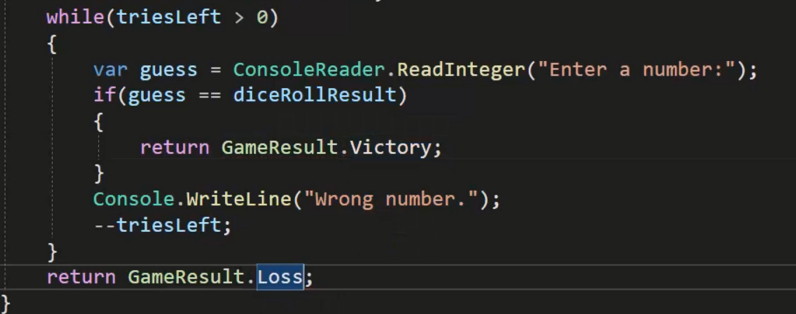 while(triesLeft > 0)
{
var guess = ConsoleReader.ReadInteger("Enter a number:");
if(guess == diceRollResult)
{
return GameResult.Victory;
}
Console.WriteLine("Wrong number.");
--triesLeft;
}
return GameResult.Loss;
}